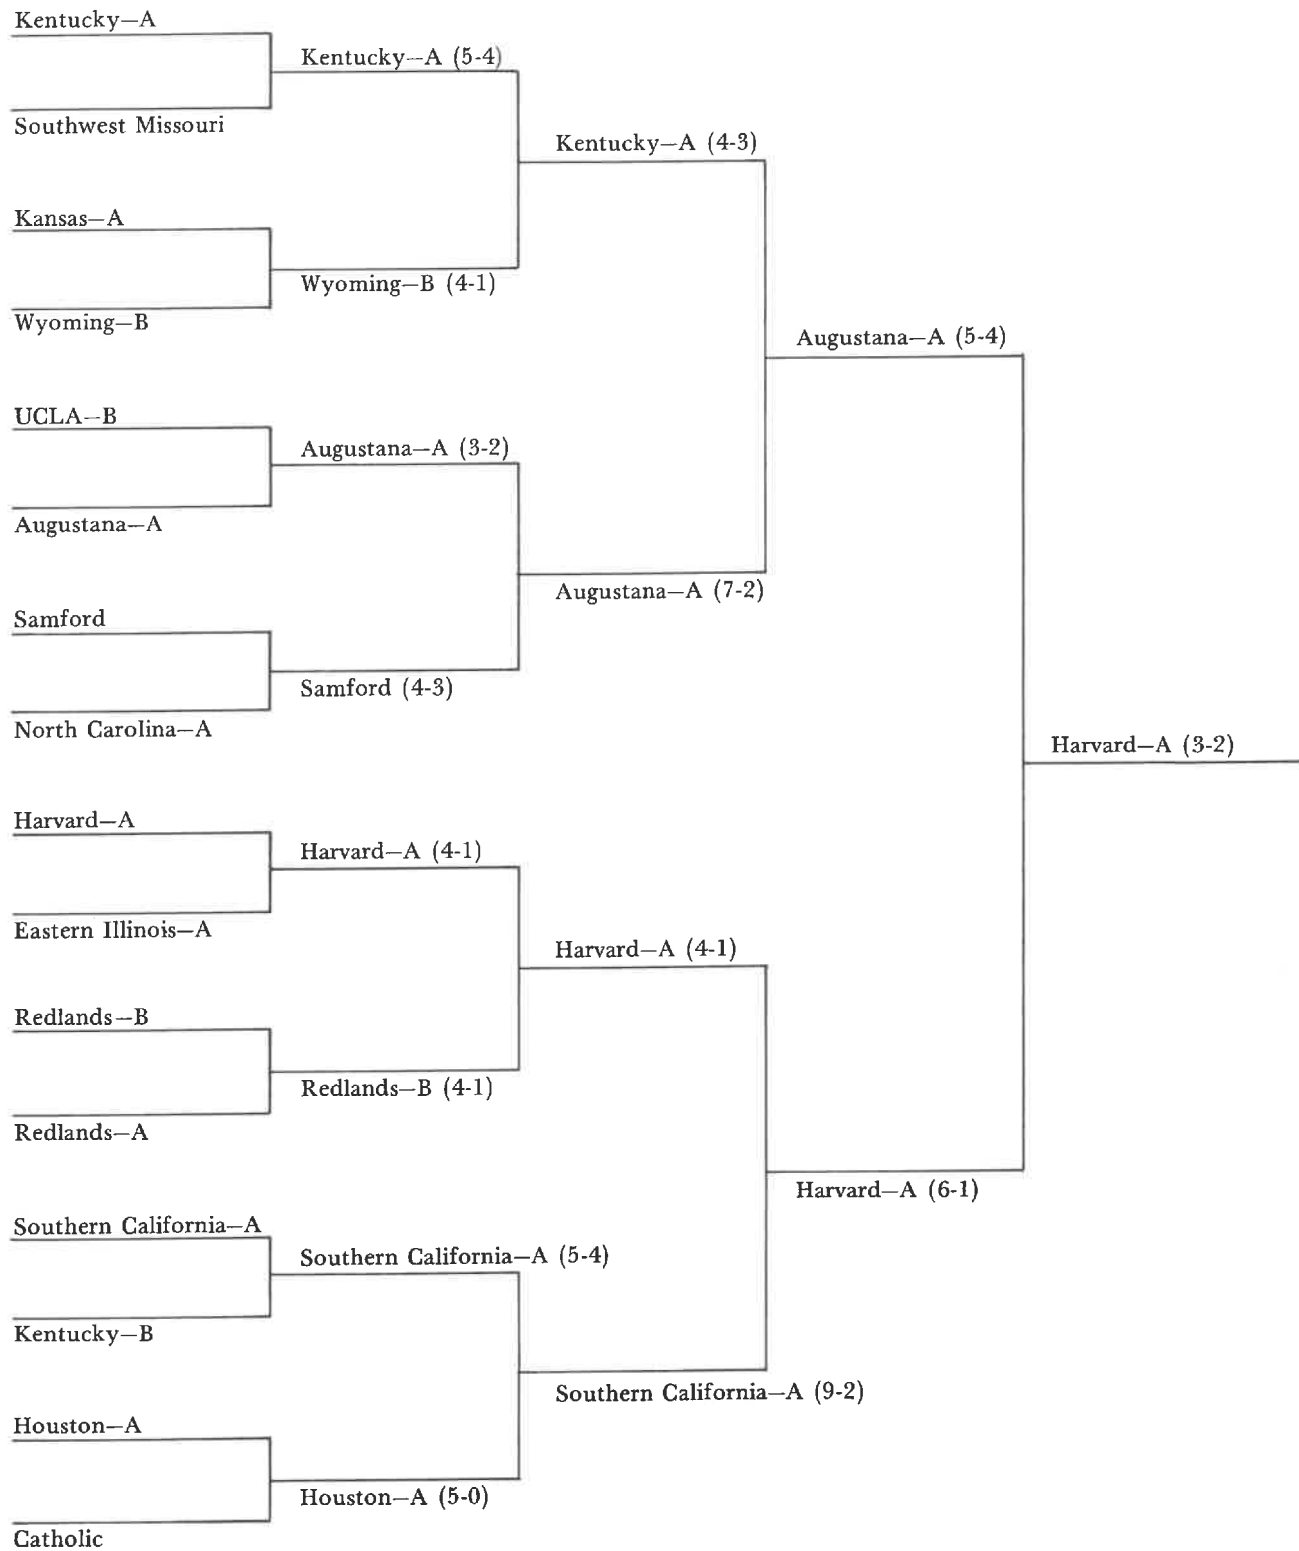 Kentucky—A
Kentucky—A (5-4)
Southwest Missouri
Kentucky—A (4-3)
Kansas—A
Wyoming—B (4-1)
Wyoming—B
Augustana—A (5-4)
UCLA—B
Augustana—A (3-2)
Augustana—A
Augustana—A (7-2)
Samford
Samford (4-3)
North Carolina—A
Harvard—A (3-2)
Harvard—A
Harvard—A (4-1)
Eastern Illinois—A
Harvard—A (4-1)
Redlands—B
Redlands—B (4-1)
Redlands—A
Harvard—A (6-1)
Southern California—A
Southern California—A (5-4)
Kentucky—B
Southern California—A (9-2)
Houston—A
Houston—A (5-0)
Catholic